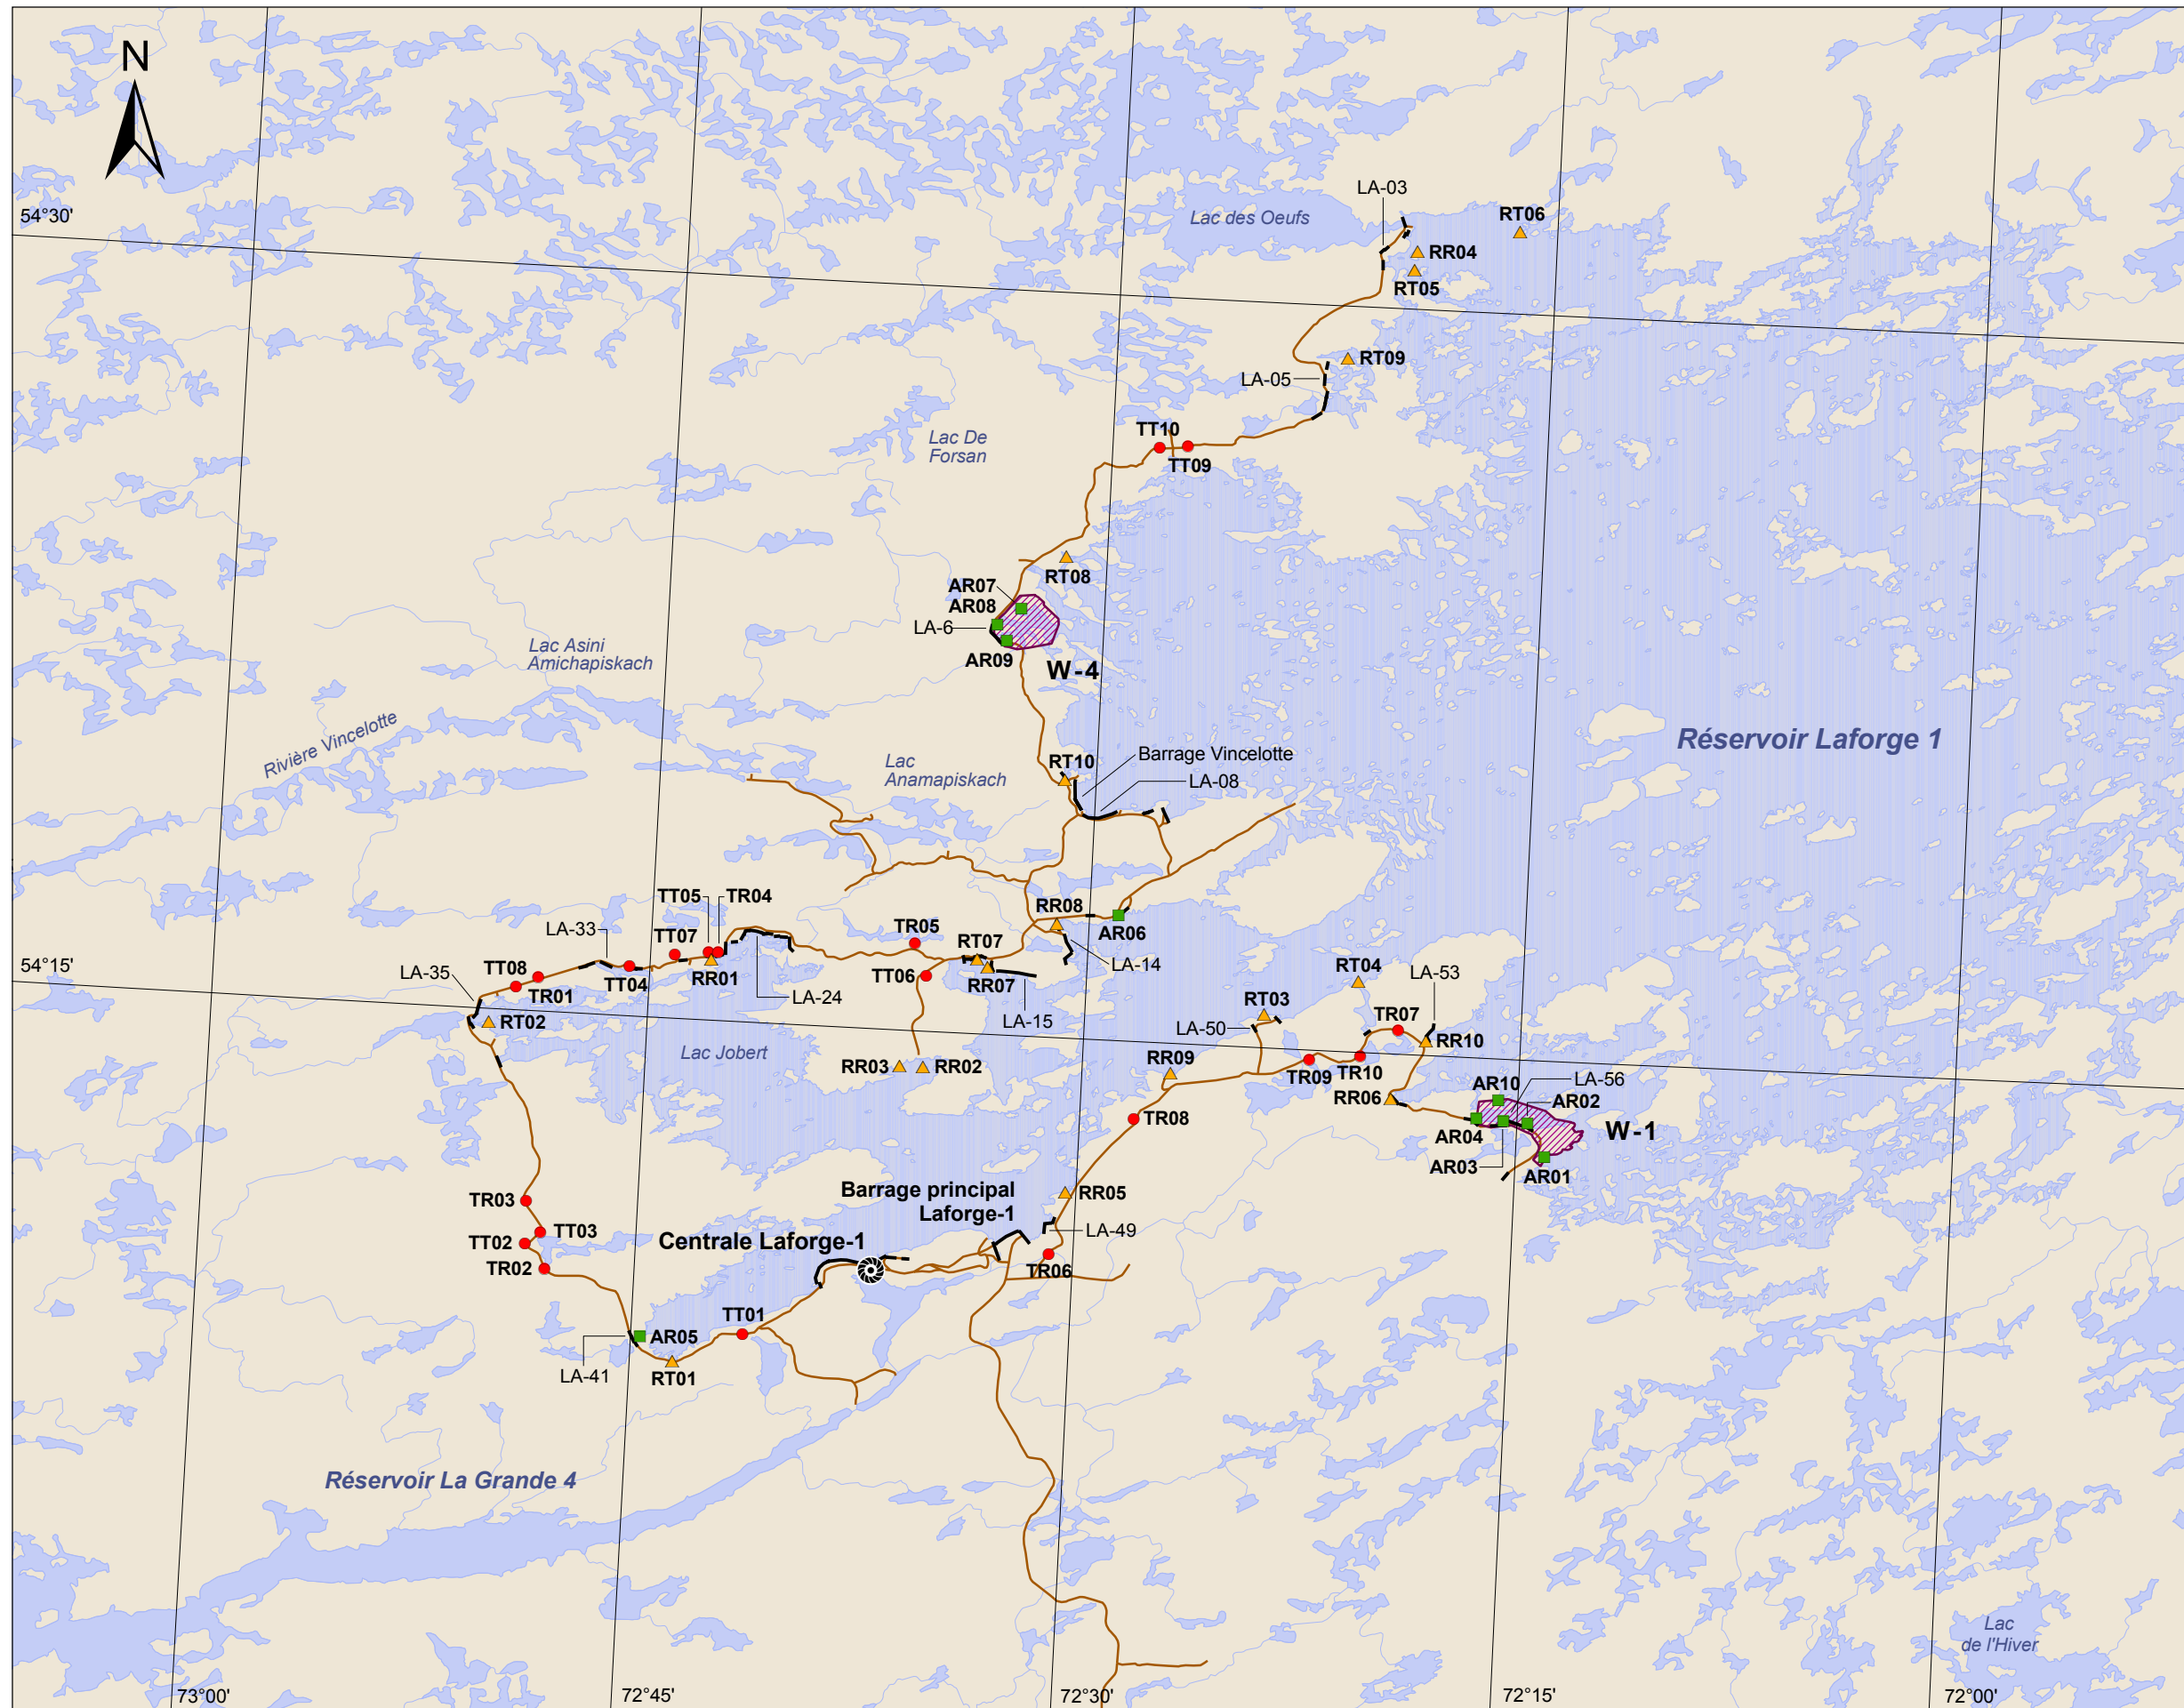 N
54°30'
LA-03
Lac des Oeufs
RT06
RR04
RT05
RT09
LA-05
Lac De
Forsan
TT10
TT09
RT08
AR07
AR08
LA-6
AR09
W-4
Lac Asini
Amichapiskach
Rivière Vincelotte
Réservoir Laforge 1
Barrage Vincelotte
RT10
LA-08
Lac
Anamapiskach
TT05
TR04
RR08
AR06
LA-33
TT07
TR05
RT07
54°15'
LA-35
TT08
TR01
TT04
RR01
LA-24
TT06
RR07
LA-14
LA-15
RT04
LA-53
RT03
LA-50
TR07
RT02
Lac Jobert
RR03
RR02
RR09
RR10
TR09
TR10
RR06
AR10
LA-56
AR02
TR08
AR04
W-1
AR03
AR01
TR03
Barrage principal
Laforge-1
RR05
TT03
TT02
LA-49
Centrale Laforge-1
TR02
TR06
TT01
AR05
LA-41
RT01
Réservoir La Grande 4
Lac
de l'Hiver
73°00'
72°45'
72°30'
72°15'
72°00'